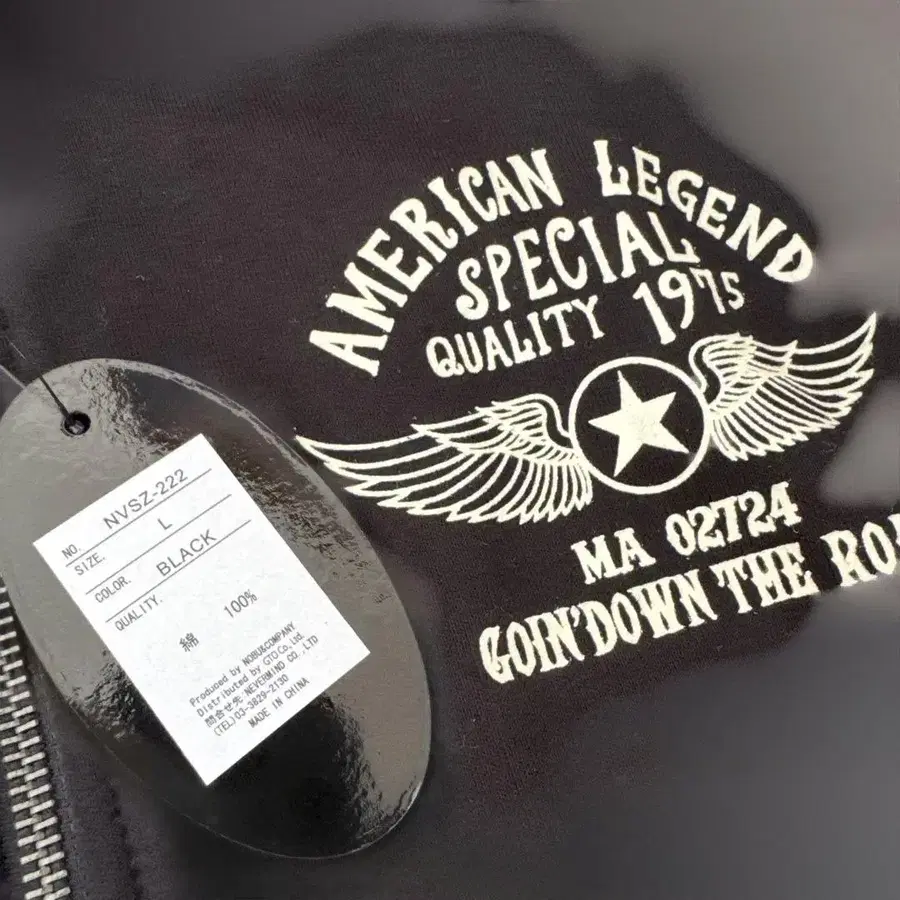 AMERICAN LEGEND
SPECIAL
QUALITY 1975
MA 02724
GOIN'DOWN THE
NO. NVSZ-222
SIZE. L
COLOR. BLACK
QUALITY.
綿 100%
Produced by NOBU&COMPANY
Distributed by GTO Co,.Ltd.
問合せ先 NEVERMIND CO.,LTD
(TEL)03-3829-2130
MADE IN CHINA